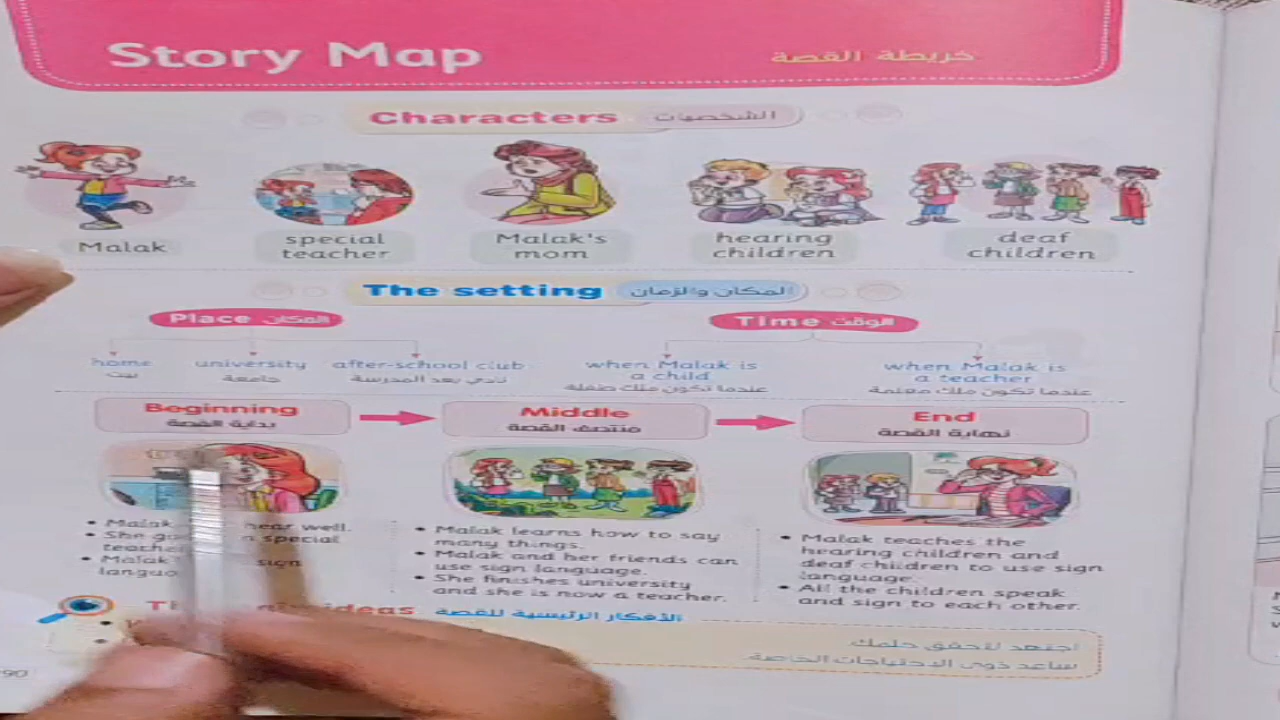 Story Map خريطة القصة
Characters الشخصيات
Malak
special
teacher
Malak's
mom
hearing
children
deaf
children
The setting المكان والزمان
Place المكان
Time الوقت
home
بيت
university
جامعة
after-school club
نادي بعد المدرسة
when Malak is
a child
عندما تكون ملك طفلة
when Malak is
a teacher
عندما تكون ملك معلمة
Beginning
بداية القصة
Middle
منتصف القصة
End
نهاية القصة
• Malak hear well.
• She special
teacher
• Malak sign
• Malak learns how to say
many things.
• Malak and her friends can
use sign language.
• She finishes university
and she is now a teacher.
• Malak teaches the
hearing children and
deaf children to use sign
language.
• All the children speak
and sign to each other.
ideas الأفكار الرئيسية للقصة
اجتهد لتحقق حلمك
ساعد ذوي الاحتياجات الخاصة
90